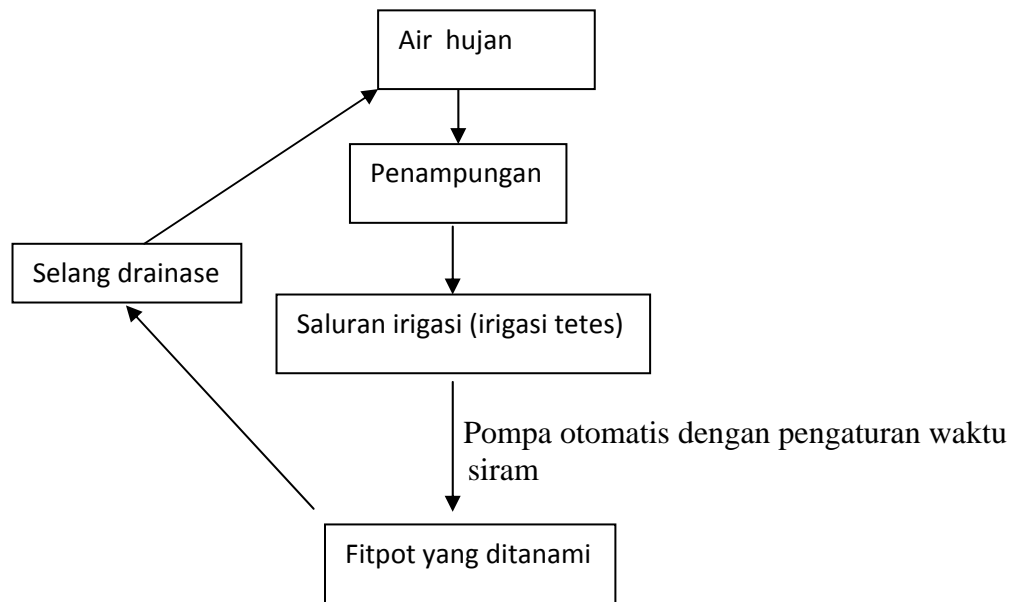 Air hujan
Penampungan
Selang drainase
Saluran irigasi (irigasi tetes)
Pompa otomatis dengan pengaturan waktu
siram
Fitpot yang ditanami